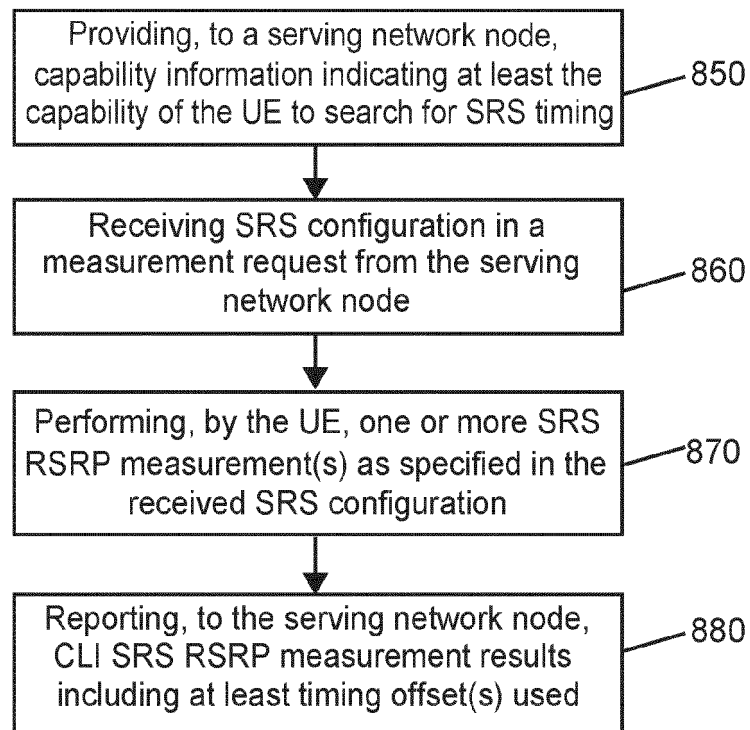 Providing, to a serving network node,
capability information indicating at least the
capability of the UE to search for SRS timing
850
Receiving SRS configuration in a
measurement request from the serving
network node
860
Performing, by the UE, one or more SRS
RSRP measurement(s) as specified in the
received SRS configuration
870
Reporting, to the serving network node,
CLI SRS RSRP measurement results
including at least timing offset(s) used
880